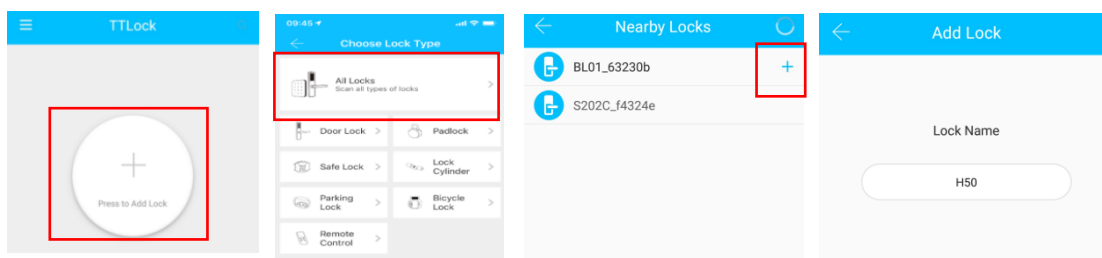 TTLock
Press to Add Lock
09:45
Choose Lock Type
All Locks
Scan all types of locks
Door Lock
Padlock
Safe Lock
Lock
Cylinder
Parking
Lock
Bicycle
Lock
Remote
Control
Nearby Locks
BL01_63230b
S202C_f4324e
Add Lock
Lock Name
H50